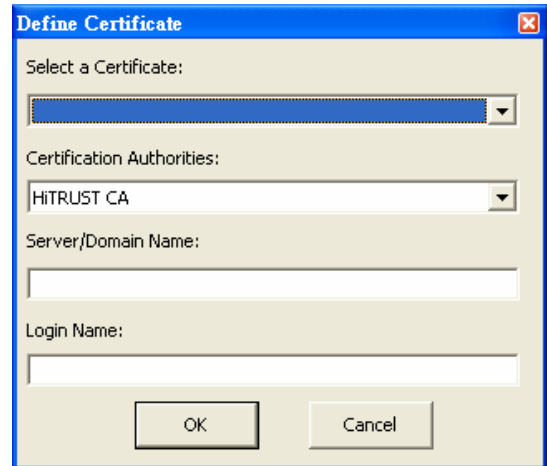 Define Certificate
Select a Certificate:
Certification Authorities:
HiTRUST CA
Server/Domain Name:
Login Name:
OK Cancel